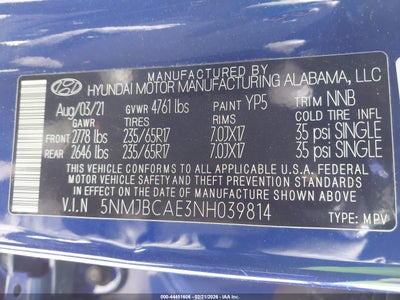 MANUFACTURED BY
HYUNDAI MOTOR MANUFACTURING ALABAMA, LLC
Aug/03/21 GVWR 4761 lbs PAINT YP5 TRIM NNB
GAWR TIRES RIMS COLD TIRE INFL
FRONT 2778 lbs 235/65R17 7.0JX17 35 psi SINGLE
REAR 2646 lbs 235/65R17 7.0JX17 35 psi SINGLE
THIS VEHICLE CONFORMS TO ALL APPLICABLE
FEDERAL MOTOR VEHICLE SAFETY AND THEFT PREVENTION STANDARDS
IN EFFECT ON THE DATE OF MANUFACTURE SHOWN ABOVE.
V.I.N 5NMJBCAE3NH039814 TYPE: MPV
000-44451606 - 02/21/2026 - IAAI.COM